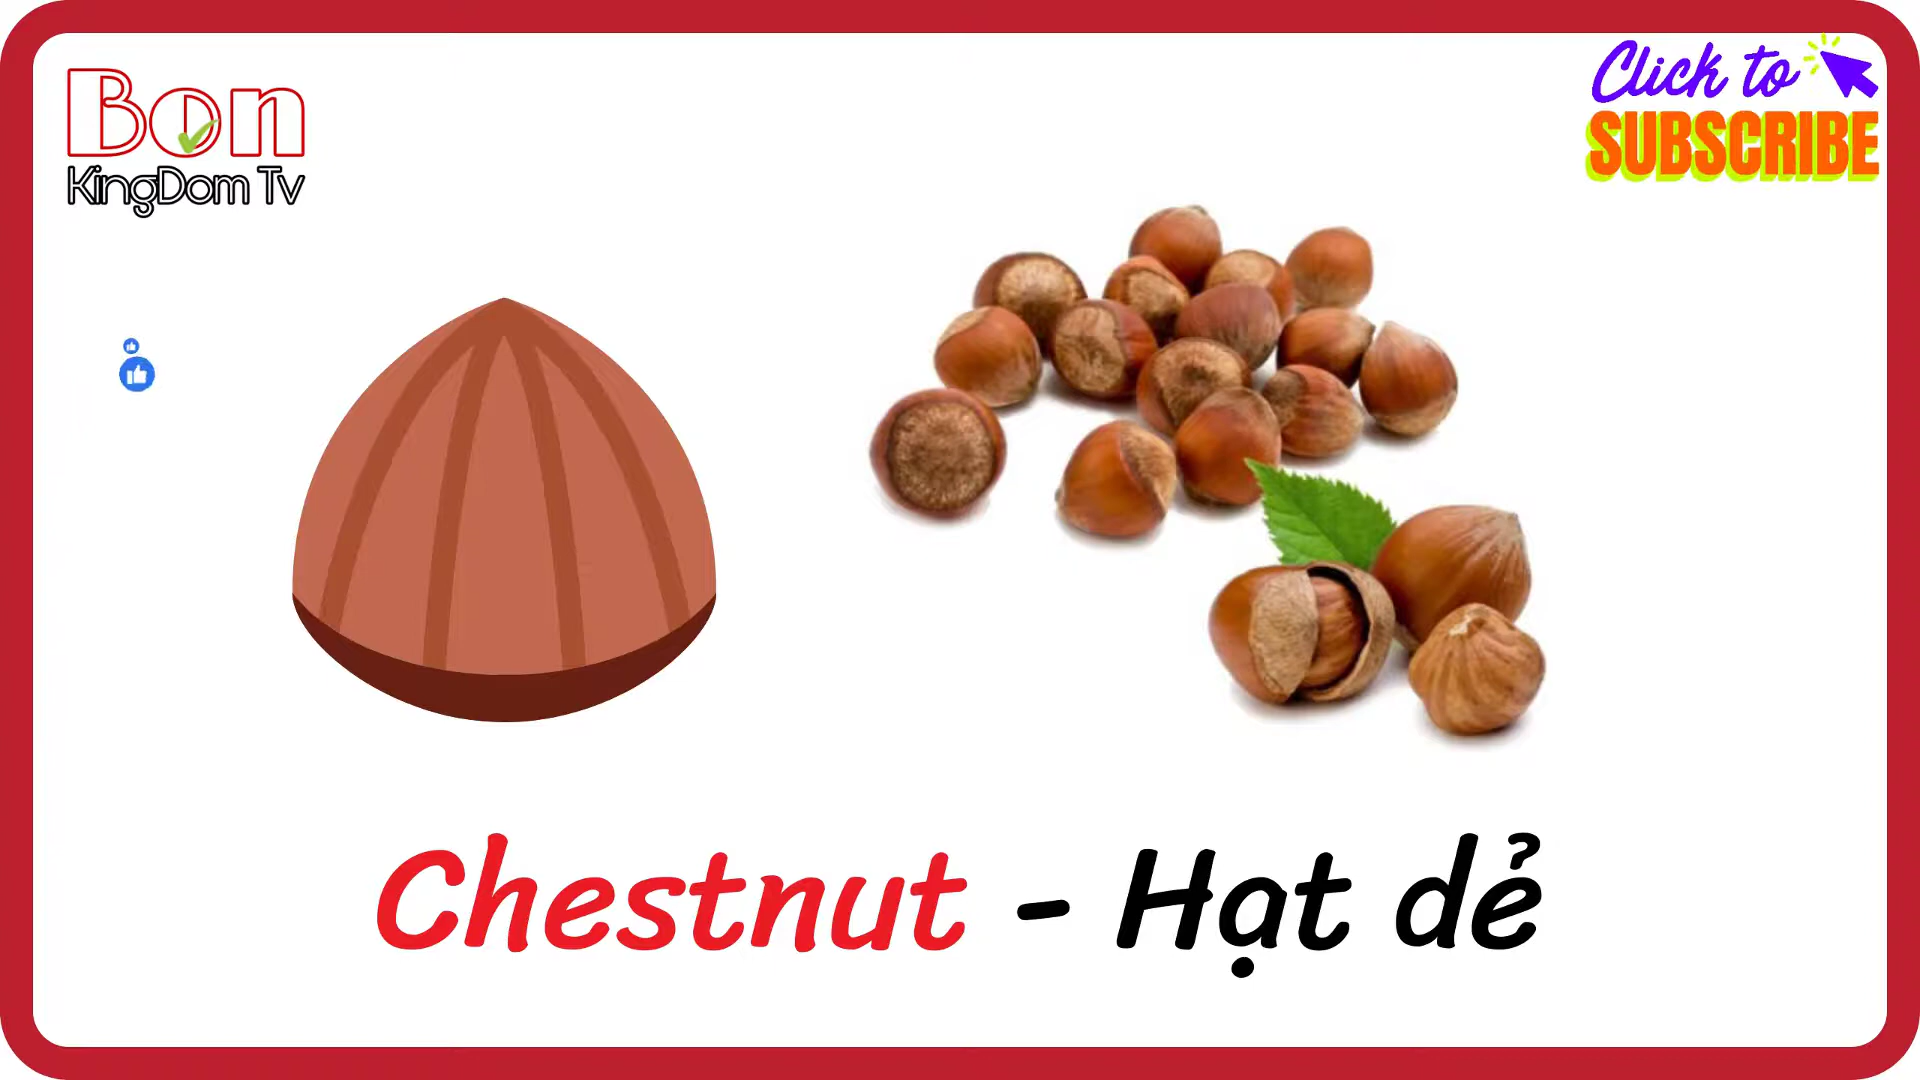 Bon
KingDom Tv
Click to
SUBSCRIBE
Chestnut - Hạt dẻ